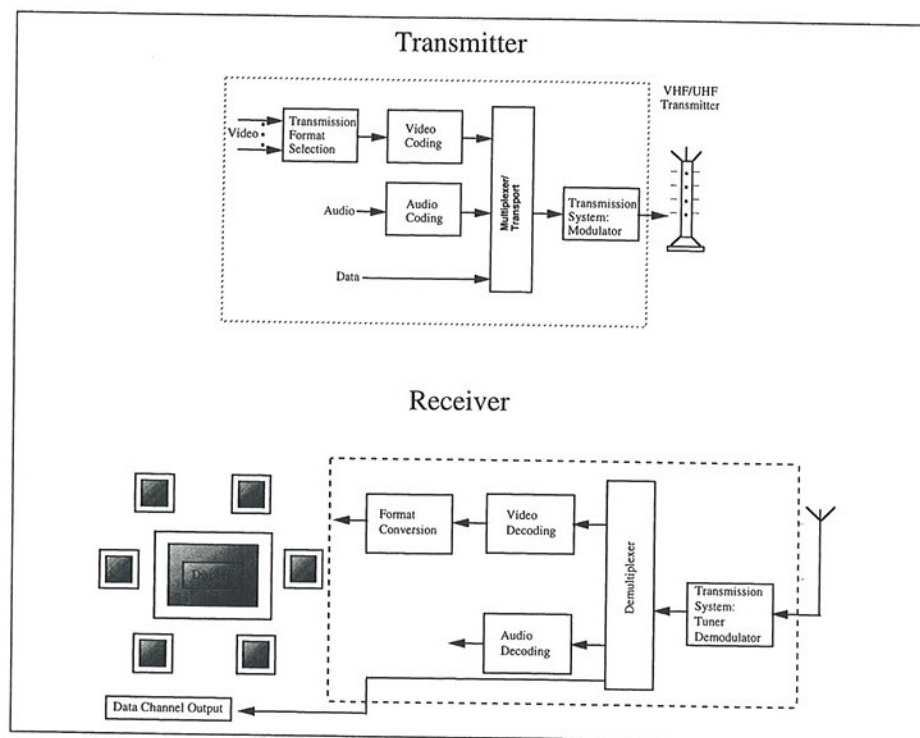 Transmitter
VHF/UHF
Transmitter
Video
Transmission
Format
Selection
Video
Coding
Audio
Audio
Coding
Data
Multiplexer/
Transport
Transmission
System:
Modulator
Receiver
Format
Conversion
Video
Decoding
Audio
Decoding
Demultiplexer
Transmission
System:
Tuner
Demodulator
Data Channel Output